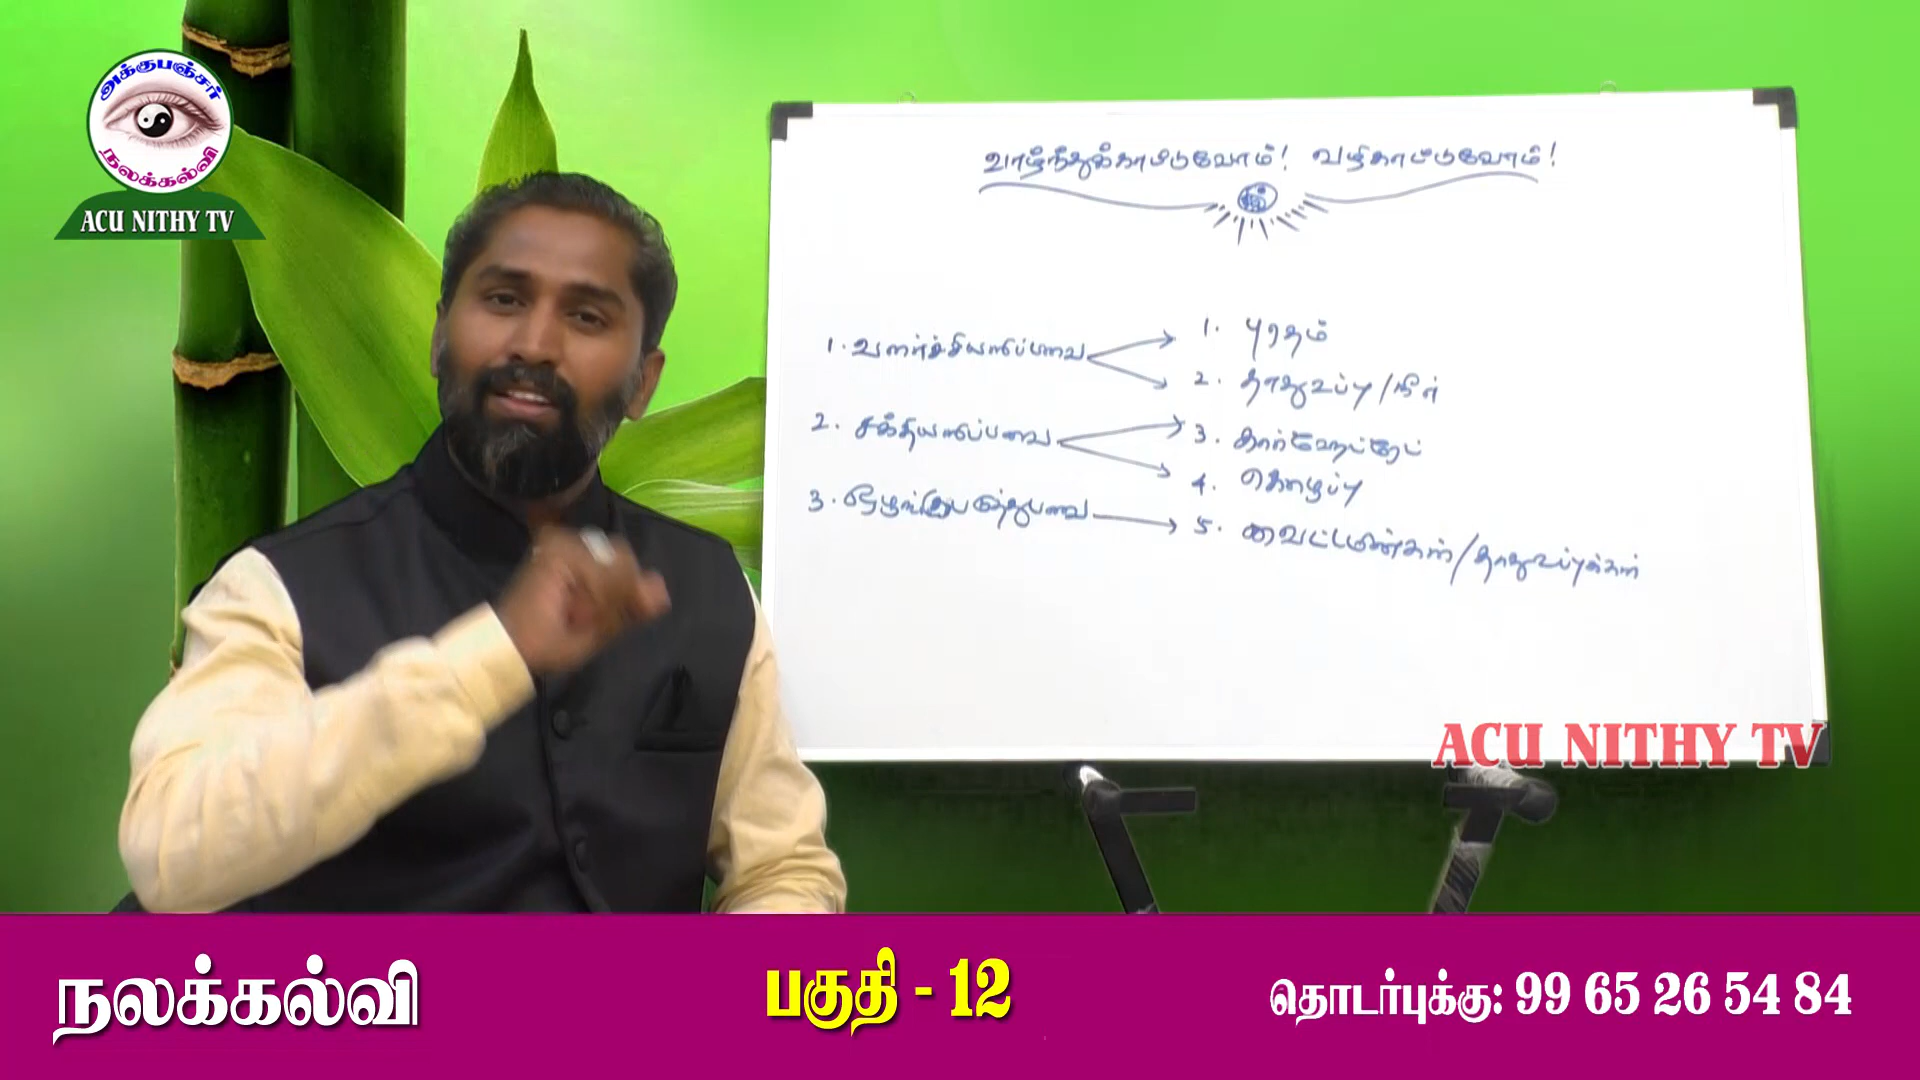 அக்குபஞ்சர்
நலக்கல்வி
ACU NITHY TV
வாழ்ந்துக்காட்டுவோம்! வழிகாட்டுவோம்!
1. வளர்ச்சியளிப்பவை
1. புரதம்
2. தாதுஉப்பு/நீர்
2. சக்தியளிப்பவை
3. கார்போஹைட்ரேட்
4. கொழுப்பு
3. ஒழுங்குபடுத்துபவை
5. வைட்டமின்கள்/தாதுஉப்புக்கள்
ACU NITHY TV
நலக்கல்வி
பகுதி - 12
தொடர்புக்கு: 99 65 26 54 84